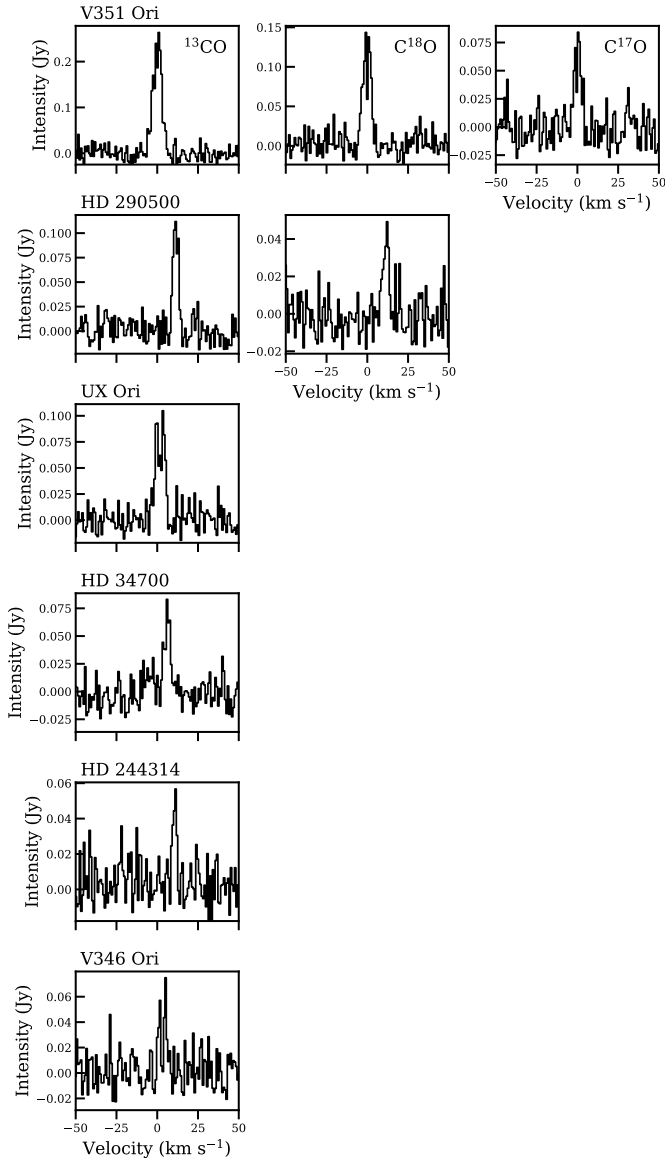 V351 Ori
¹³CO
C¹⁸O
C¹⁷O
Intensity (Jy)
0.2
0.1
0.0
0.15
0.10
0.05
0.00
0.075
0.050
0.025
0.000
−0.025
−50 −25 0 25 50
Velocity (km s⁻¹)
HD 290500
Intensity (Jy)
0.100
0.075
0.050
0.025
0.000
0.04
0.02
0.00
−0.02
−50 −25 0 25 50
Velocity (km s⁻¹)
UX Ori
Intensity (Jy)
0.100
0.075
0.050
0.025
0.000
HD 34700
Intensity (Jy)
0.075
0.050
0.025
0.000
−0.025
HD 244314
Intensity (Jy)
0.06
0.04
0.02
0.00
V346 Ori
Intensity (Jy)
0.06
0.04
0.02
0.00
−0.02
−50 −25 0 25 50
Velocity (km s⁻¹)